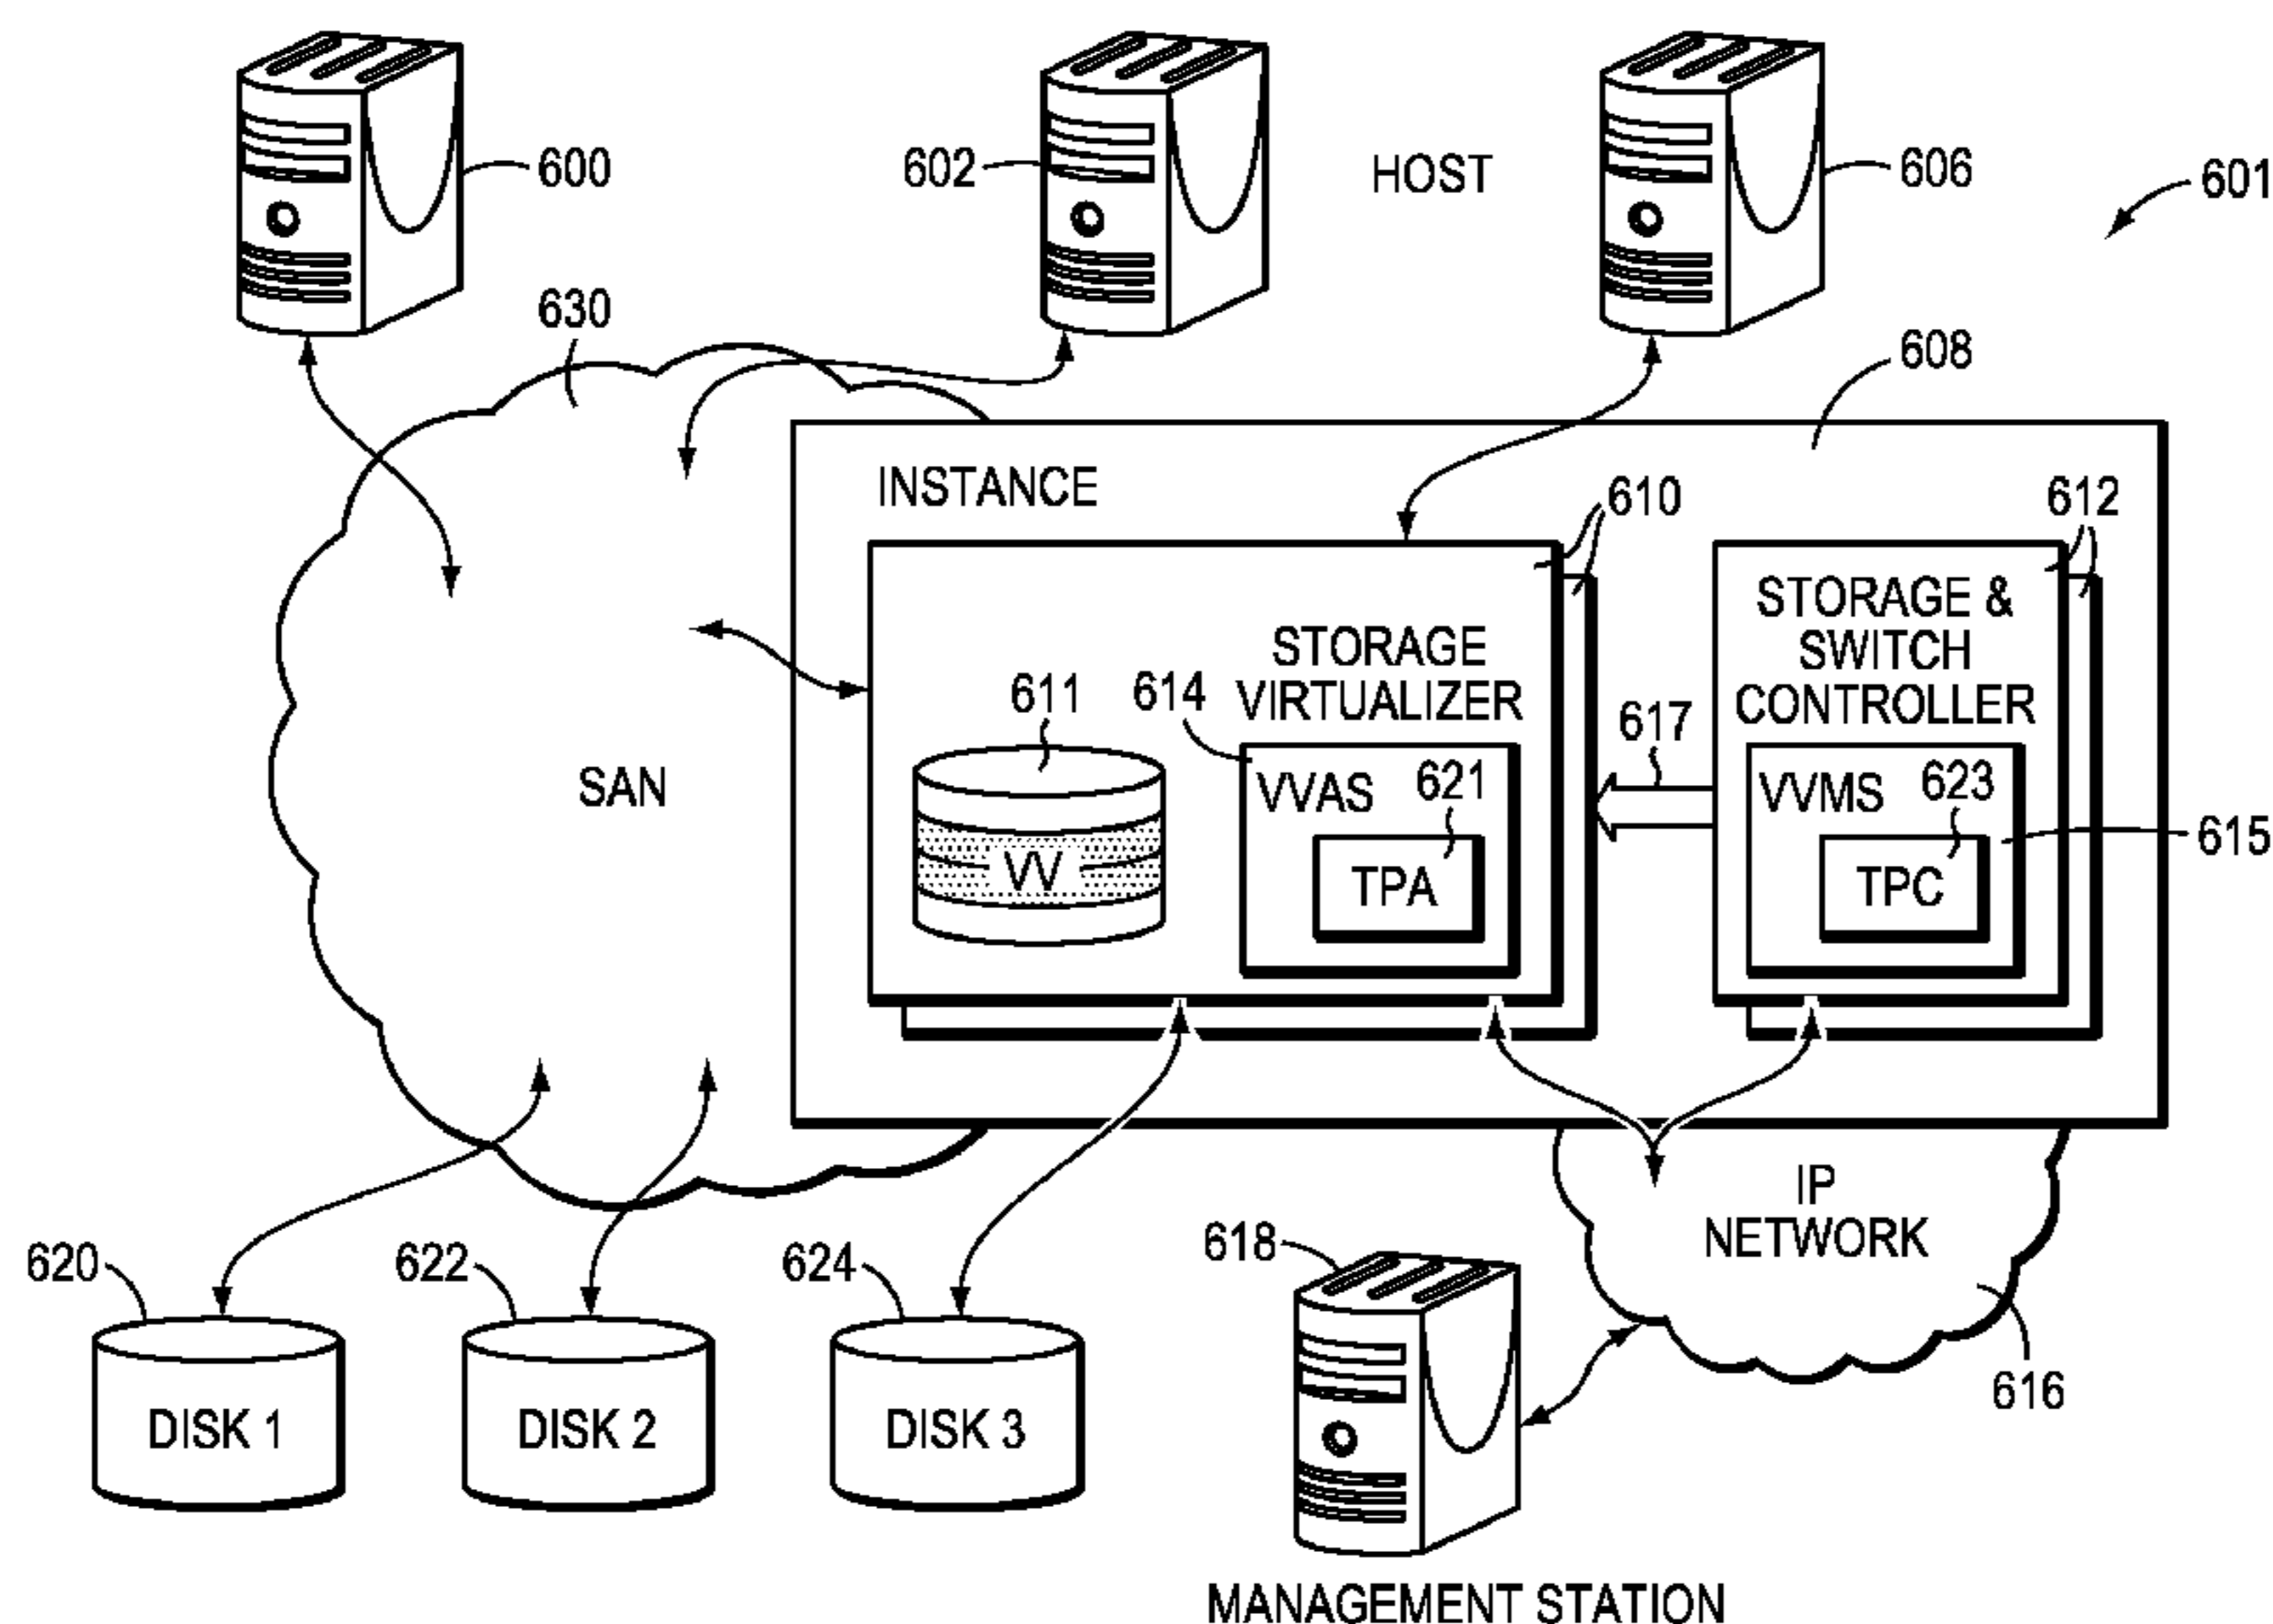 600
602
HOST
606
601
630
608
INSTANCE
610
612
STORAGE &
SWITCH
CONTROLLER
STORAGE
VIRTUALIZER
611
614
617
SAN
VVAS
621
VVMS
623
615
VV
TPA
TPC
IP
NETWORK
620
622
624
618
616
DISK 1
DISK 2
DISK 3
MANAGEMENT STATION